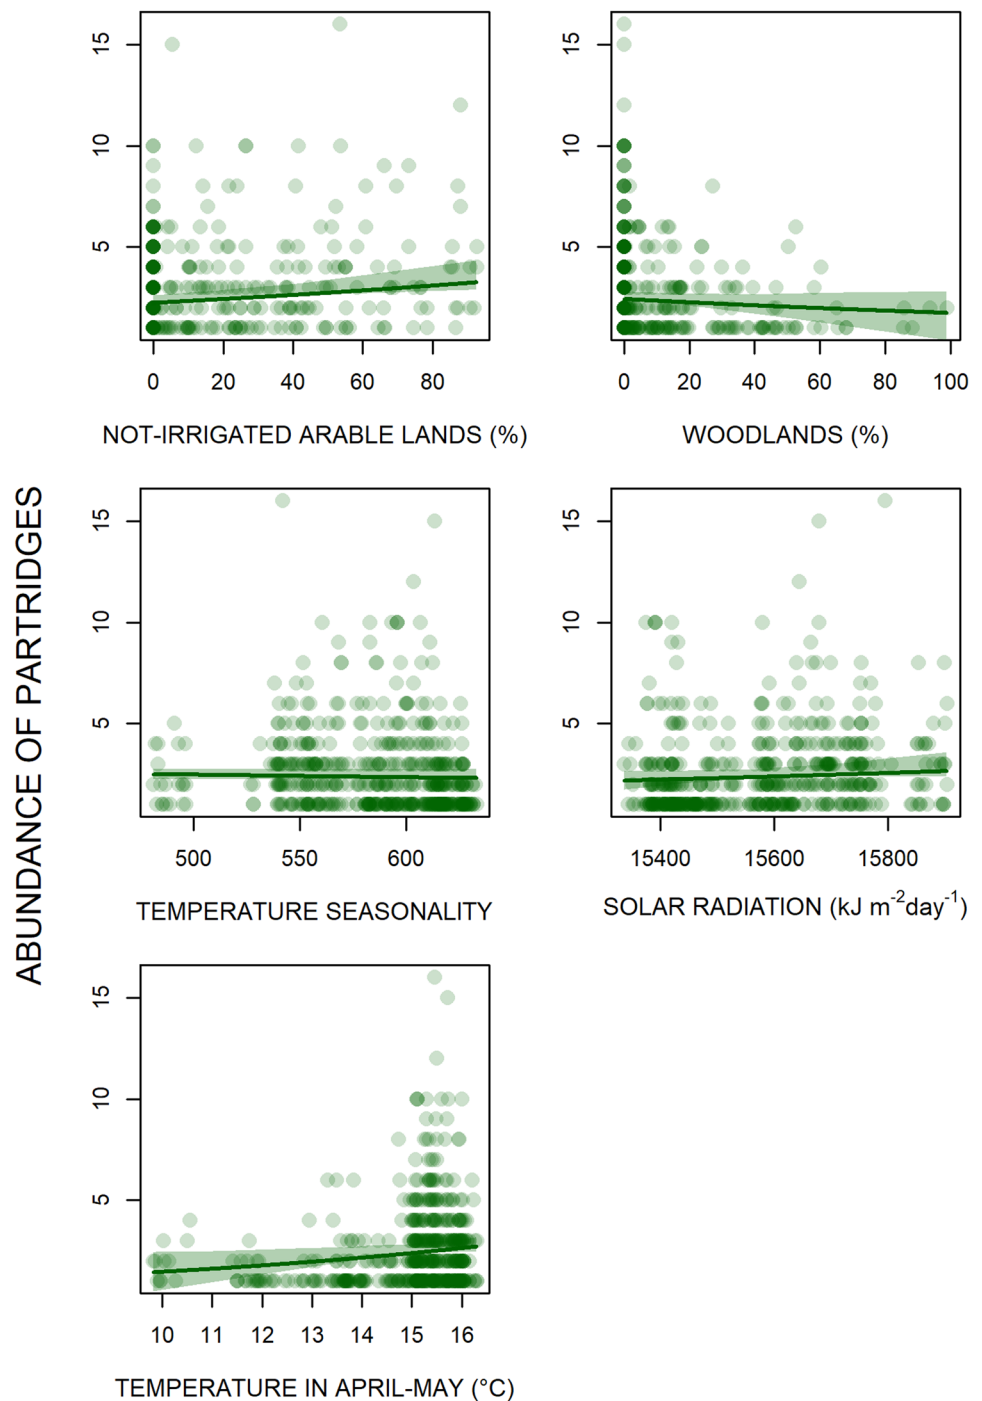 ABUNDANCE OF PARTRIDGES
15
10
5
0 20 40 60 80
NOT-IRRIGATED ARABLE LANDS (%)
15
10
5
0 20 40 60 80 100
WOODLANDS (%)
15
10
5
500 550 600
TEMPERATURE SEASONALITY
15
10
5
15400 15600 15800
SOLAR RADIATION (kJ m⁻²day⁻¹)
15
10
5
10 11 12 13 14 15 16
TEMPERATURE IN APRIL-MAY (°C)